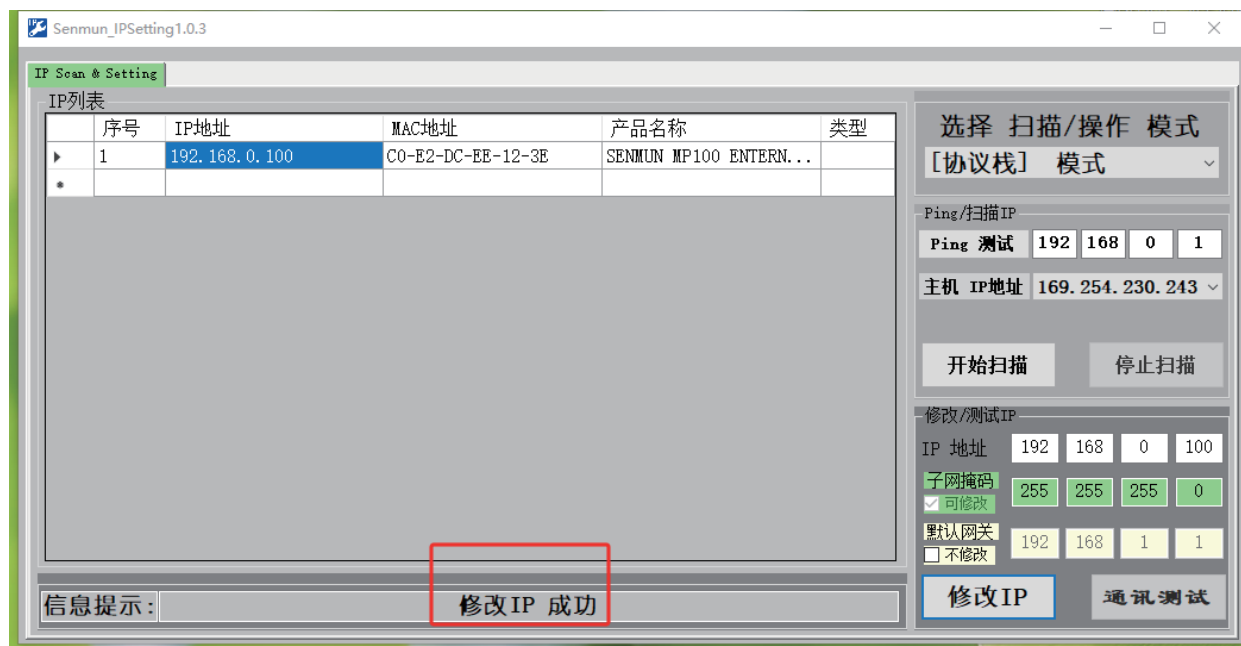 Senmun_IPSetting1.0.3
IP Scan & Setting
IP列表
序号 IP地址 MAC地址 产品名称 类型
1 192.168.0.100 C0-E2-DC-EE-12-3E SENMUN MP100 ENTERN...
信息提示: 修改IP 成功
选择 扫描/操作 模式
[协议栈] 模式
Ping/扫描IP
Ping 测试 192 168 0 1
主机 IP地址 169.254.230.243
开始扫描 停止扫描
修改/测试IP
IP 地址 192 168 0 100
子网掩码 255 255 255 0
可修改
默认网关 192 168 1 1
不修改
修改IP 通讯测试